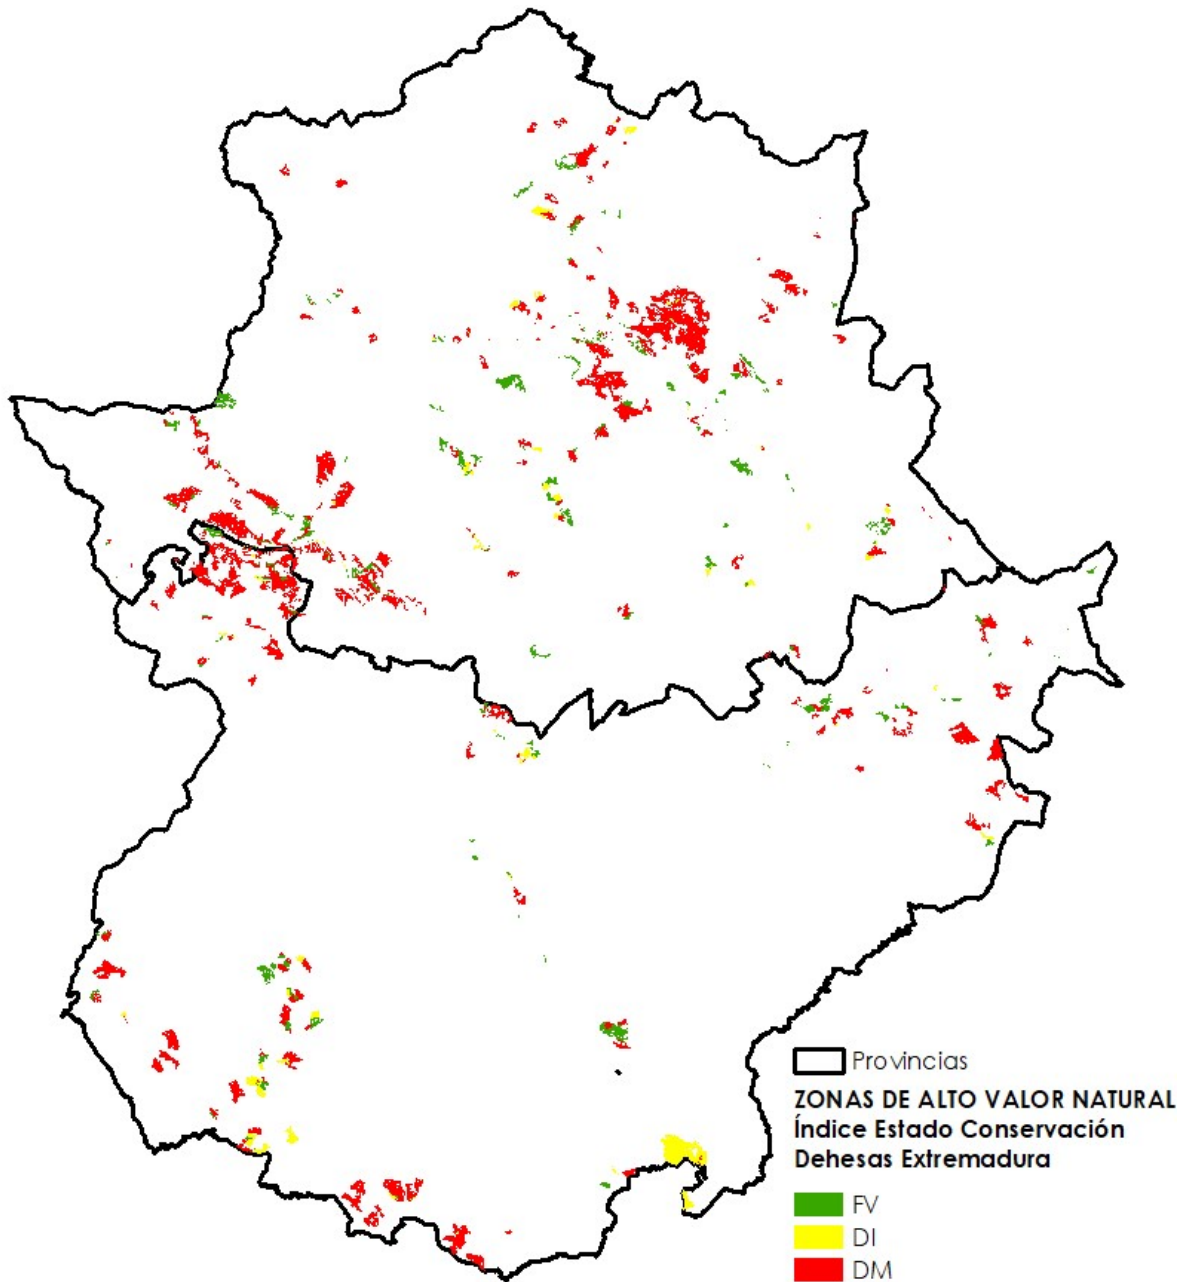 Provincias
ZONAS DE ALTO VALOR NATURAL
Índice Estado Conservación
Dehesas Extremadura
FV
DI
DM